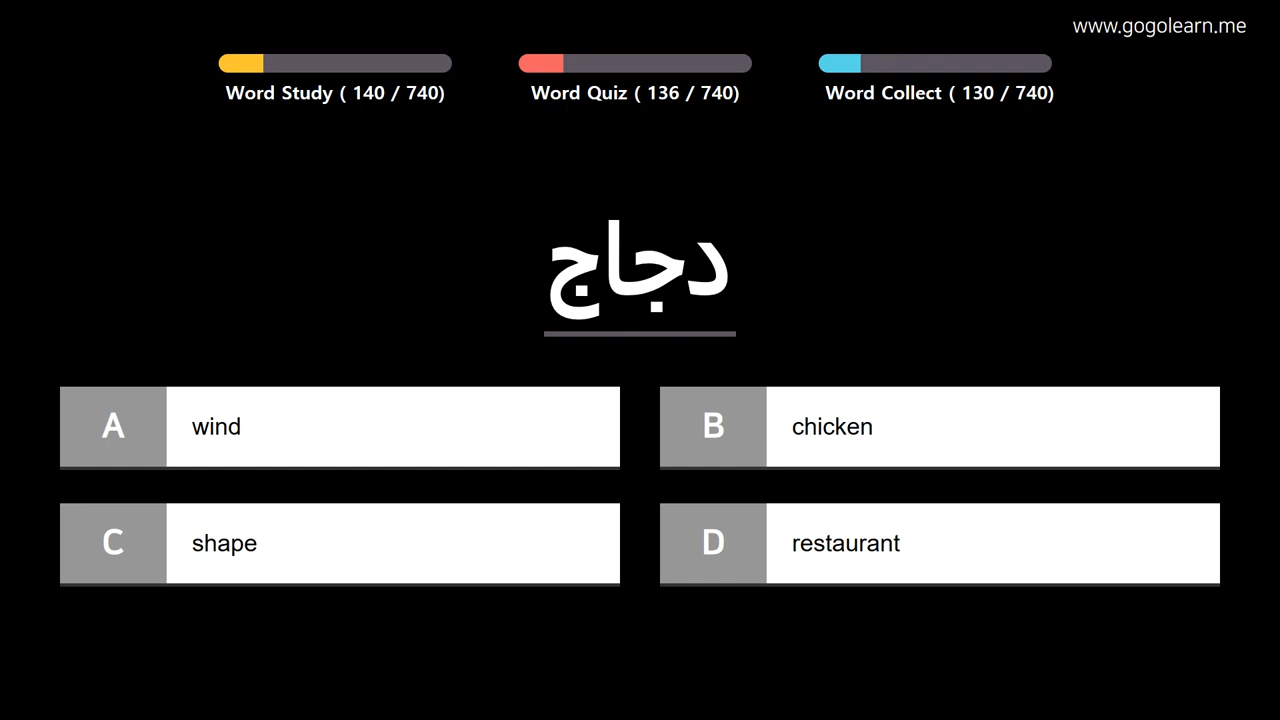 www.gogolearn.me
Word Study ( 140 / 740)
Word Quiz ( 136 / 740)
Word Collect ( 130 / 740)
دجاج
A wind
B chicken
C shape
D restaurant